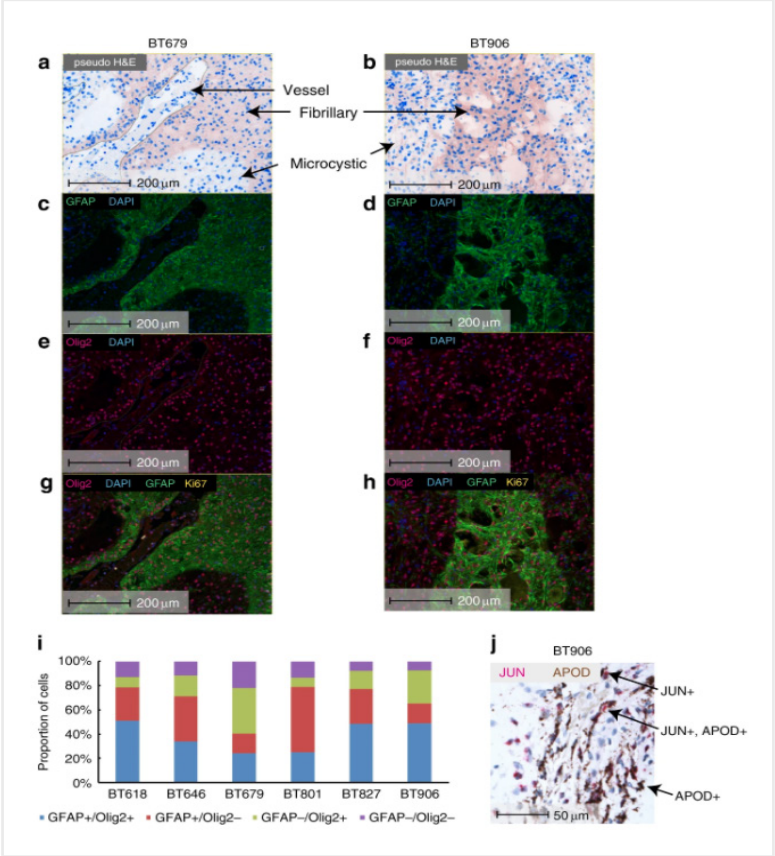 BT679
BT906
a
pseudo H&E
b
pseudo H&E
Vessel
Fibrillary
Microcystic
200 µm
200 µm
c
GFAP DAPI
d
GFAP DAPI
200 µm
200 µm
e
Olig2 DAPI
f
Olig2 DAPI
200 µm
200 µm
g
Olig2 DAPI GFAP Ki67
h
Olig2 DAPI GFAP Ki67
200 µm
200 µm
i
100%
80%
60%
40%
20%
0%
Proportion of cells
BT618 BT646 BT679 BT801 BT827 BT906
GFAP+/Olig2+ GFAP+/Olig2− GFAP−/Olig2+ GFAP−/Olig2−
j
BT906
JUN APOD
JUN+
JUN+, APOD+
APOD+
50 µm